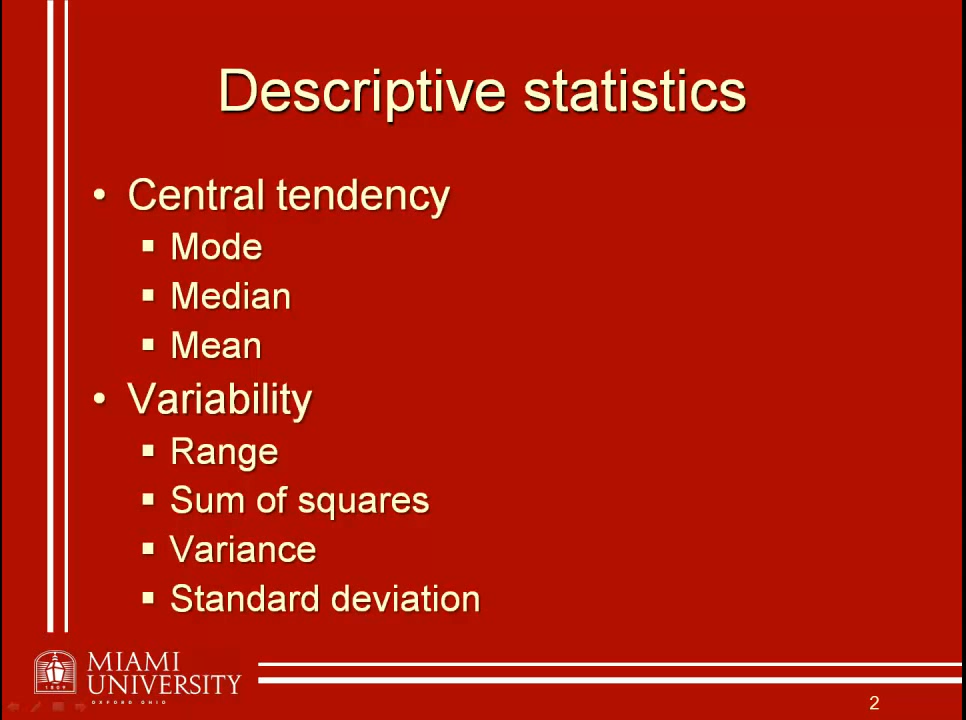 Descriptive statistics
• Central tendency
▪ Mode
▪ Median
▪ Mean
• Variability
▪ Range
▪ Sum of squares
▪ Variance
▪ Standard deviation
1809
MIAMI
UNIVERSITY
OXFORD OHIO
2